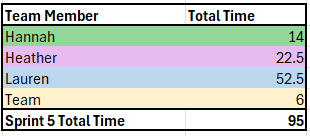 Team Member Total Time
Hannah 14
Heather 22.5
Lauren 52.5
Team 6
Sprint 5 Total Time 95